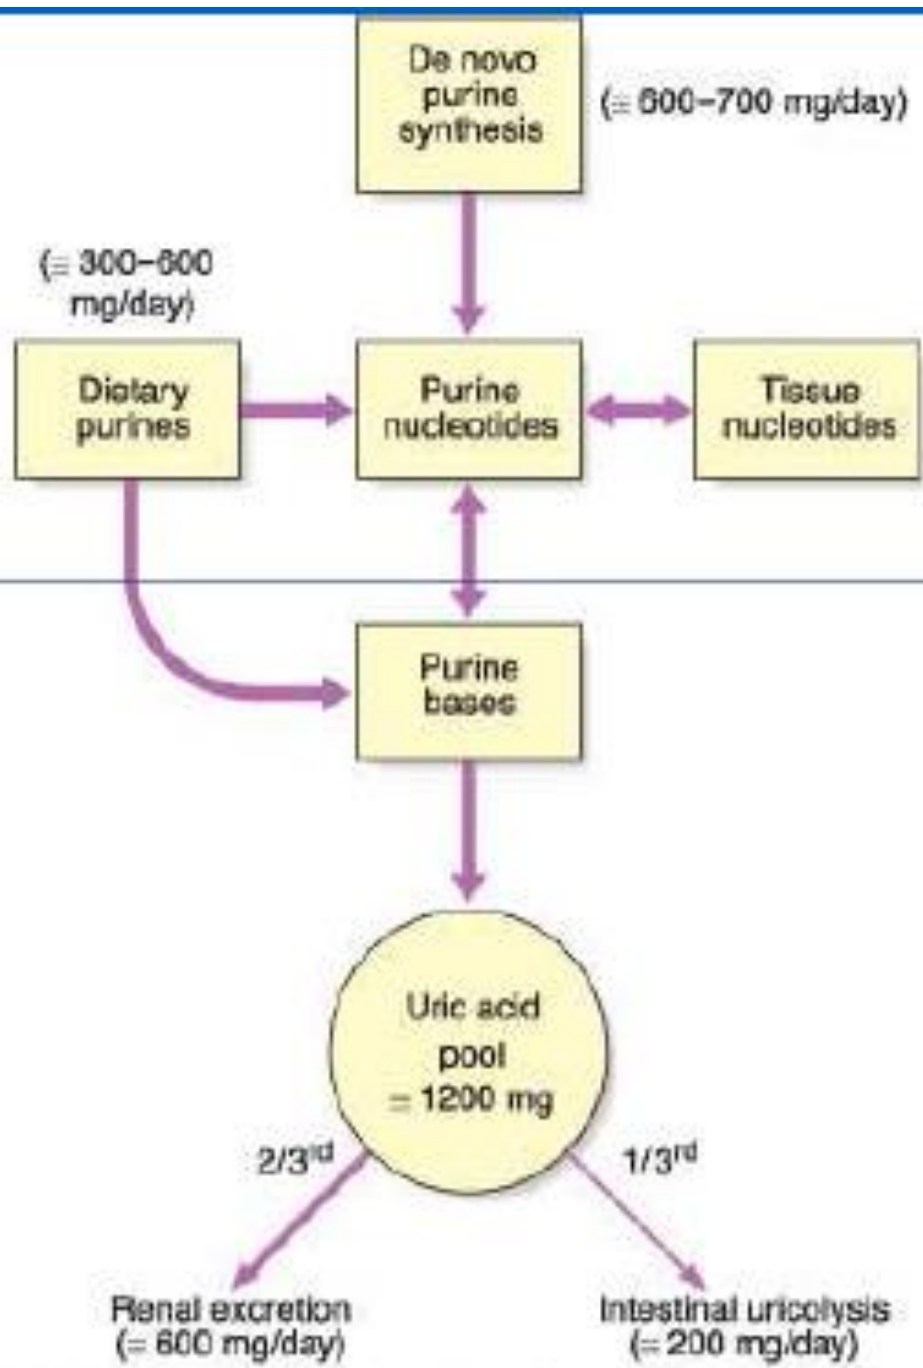 De novo
purine
synthesis
(≅ 600–700 mg/day)
(≅ 300–600
mg/day)
Dietary
purines
Purine
nucleotides
Tissue
nucleotides
Purine
bases
Uric acid
pool
≅ 1200 mg
2/3rd
1/3rd
Renal excretion
(≅ 600 mg/day)
Intestinal uricolysis
(≅ 200 mg/day)